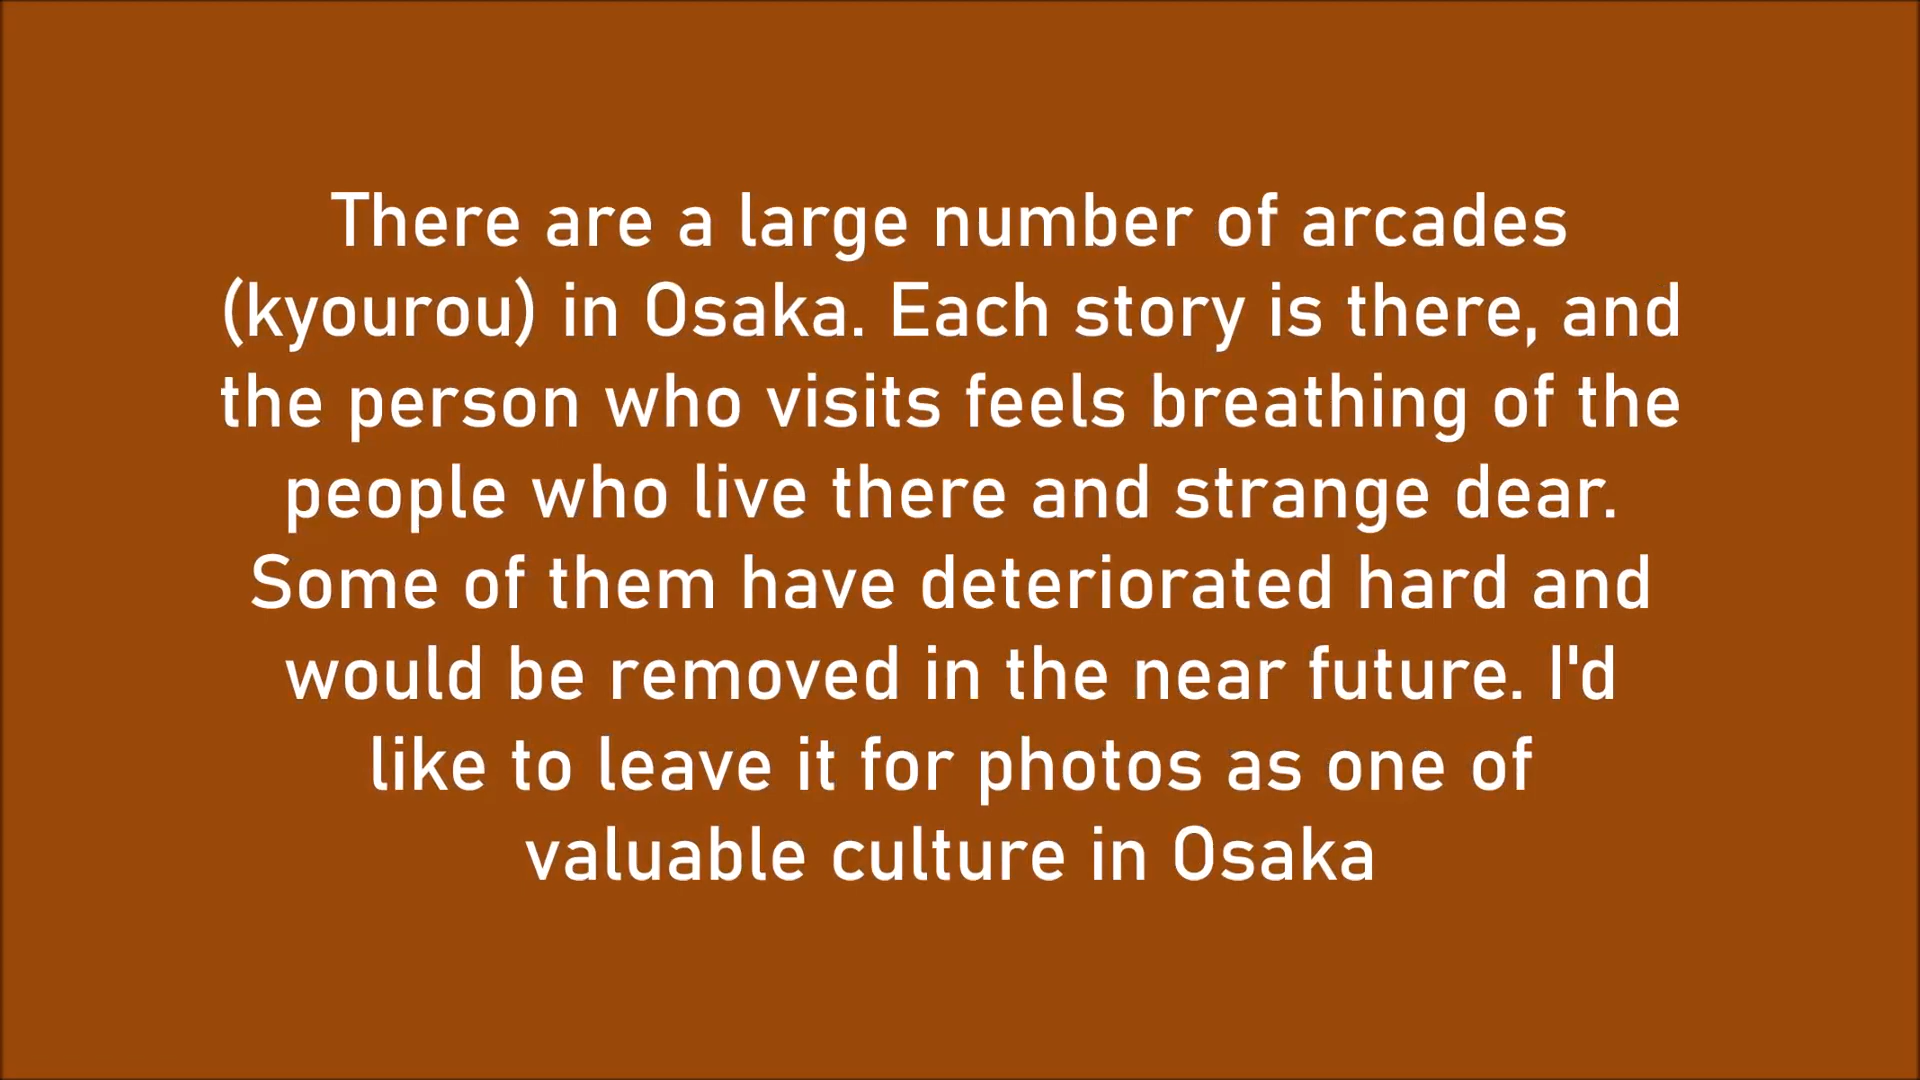 There are a large number of arcades
(kyourou) in Osaka. Each story is there, and
the person who visits feels breathing of the
people who live there and strange dear.
Some of them have deteriorated hard and
would be removed in the near future. I'd
like to leave it for photos as one of
valuable culture in Osaka